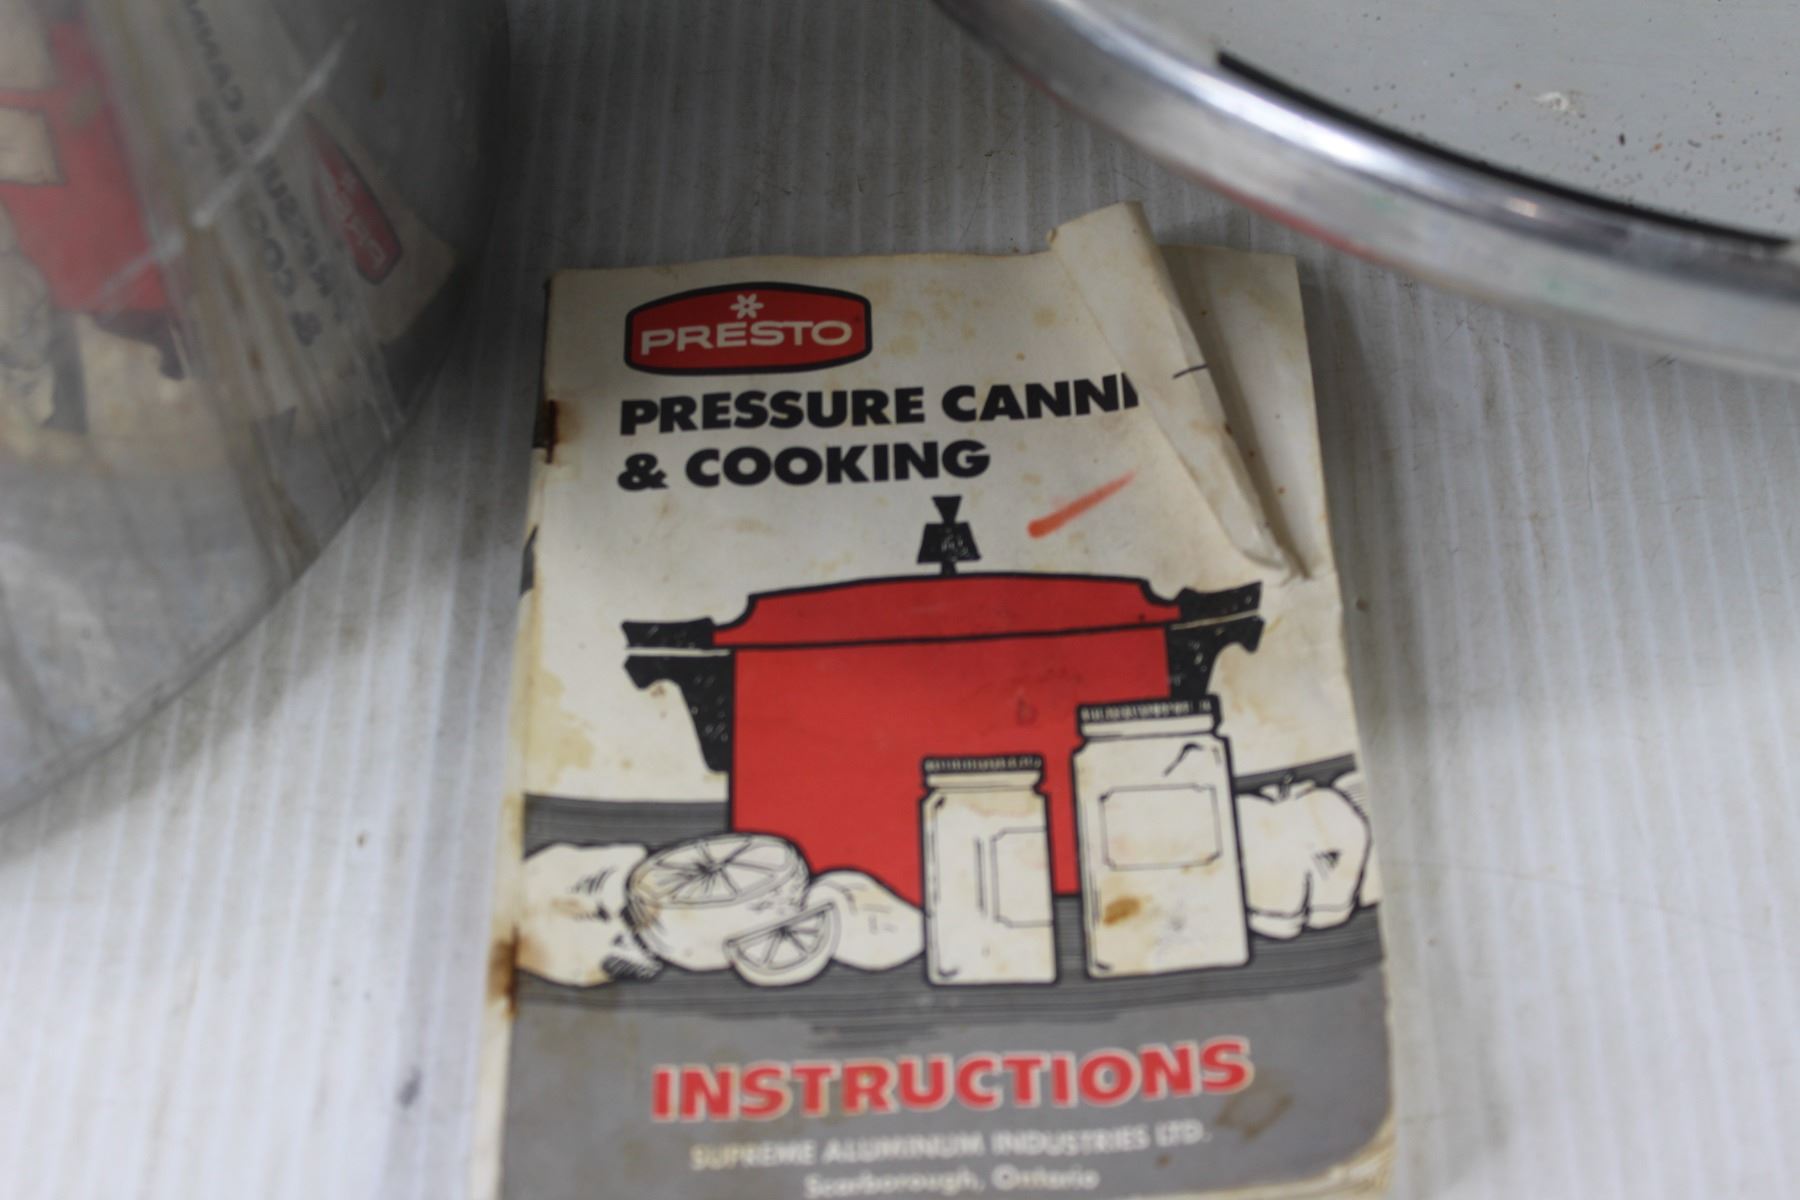 PRESTO
PRESSURE CANNI
& COOKING
INSTRUCTIONS
SUPREME ALUMINUM INDUSTRIES LTD.
Scarborough, Ontario